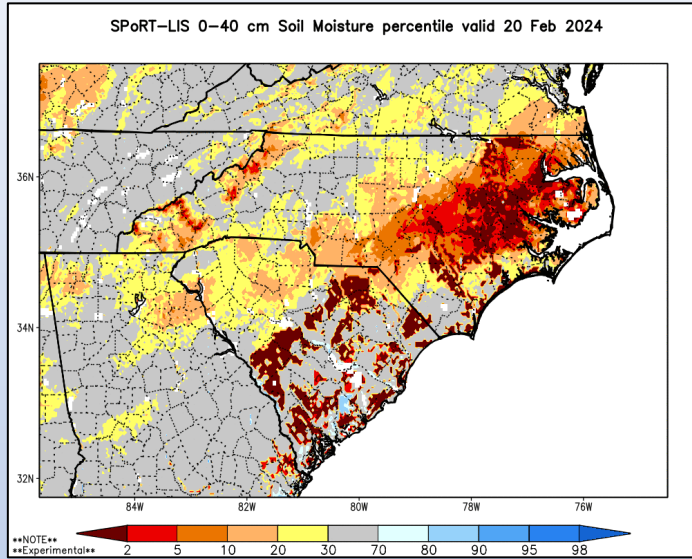 SPoRT-LIS 0-40 cm Soil Moisture percentile valid 20 Feb 2024
36N
34N
32N
84W 82W 80W 78W 76W
**NOTE**
**Experimental**
2 5 10 20 30 70 80 90 95 98